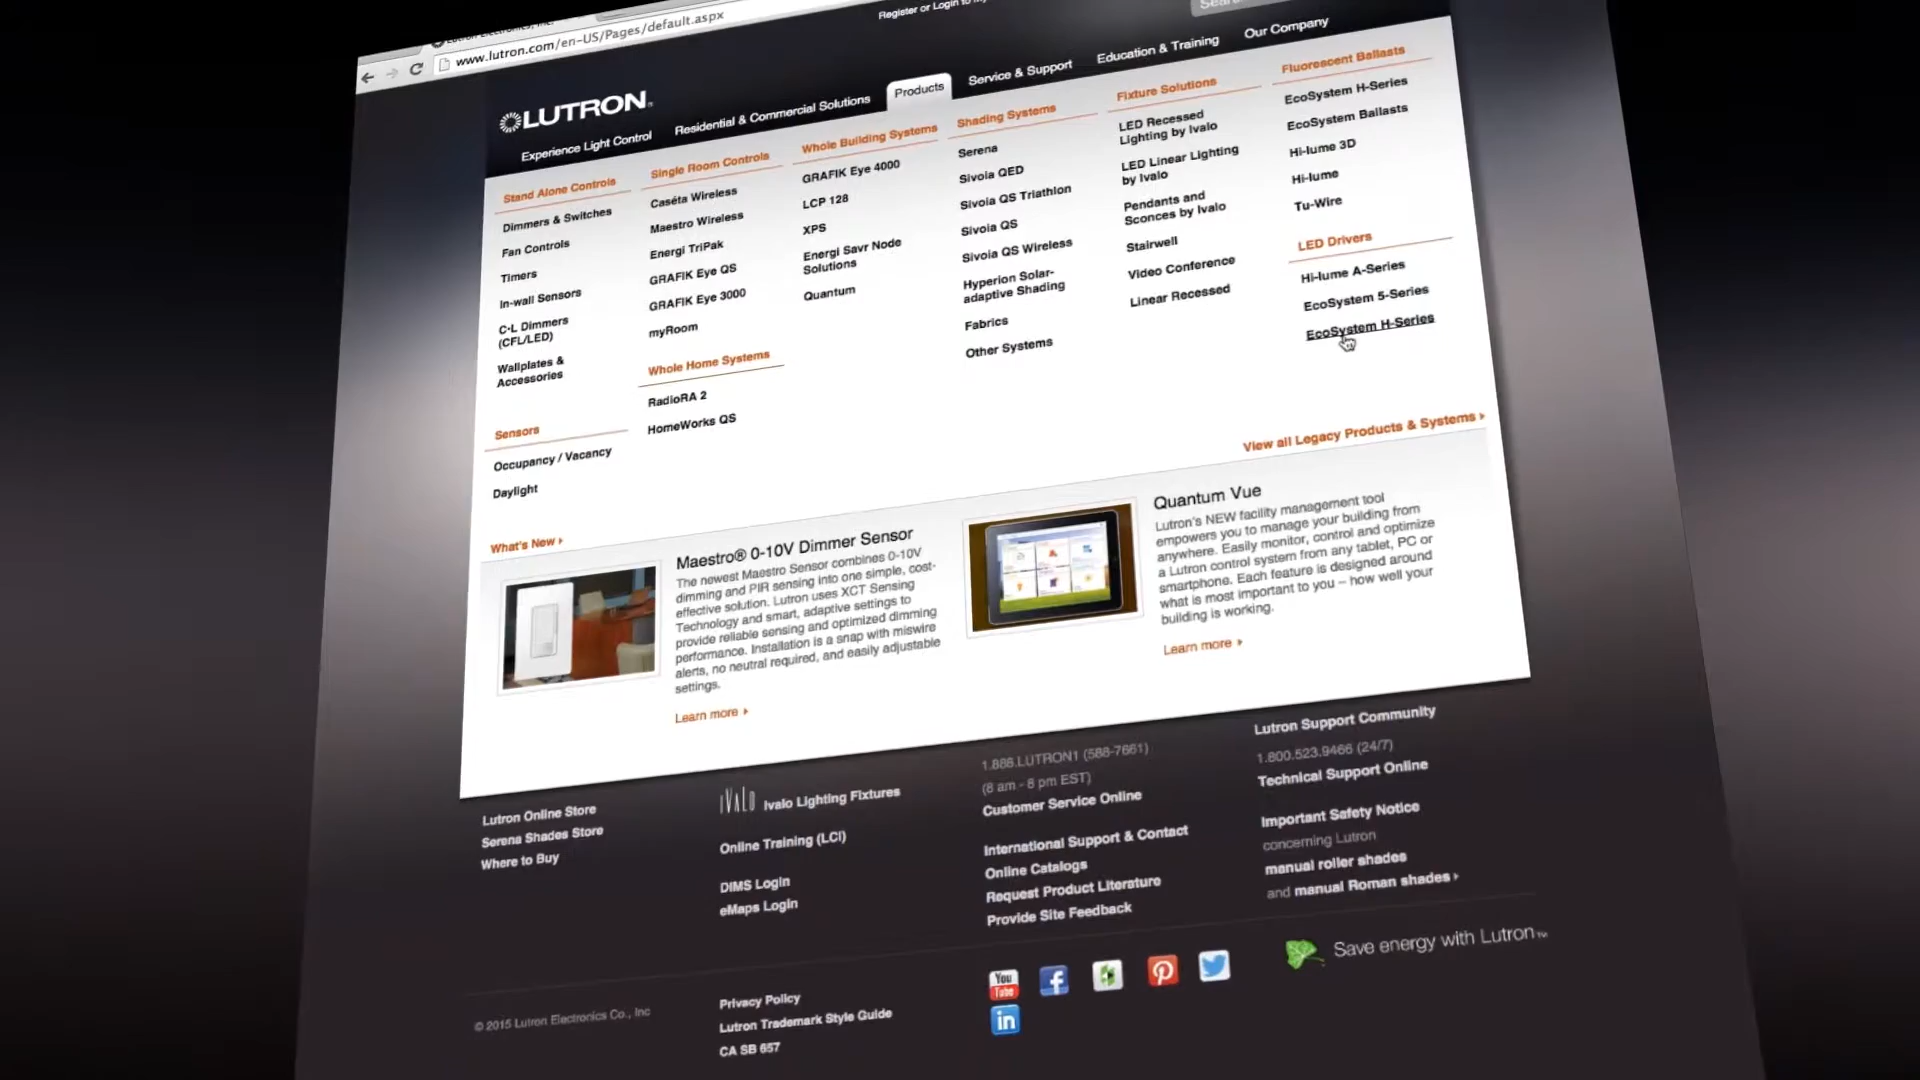 www.lutron.com/en-US/Pages/default.aspx
Register or Login to
LUTRON
Experience Light Control
Residential & Commercial Solutions
Products
Service & Support
Education & Training
Our Company
Stand Alone Controls
Dimmers & Switches
Fan Controls
Timers
In-wall Sensors
C•L Dimmers
(CFL/LED)
Wallplates &
Accessories
Sensors
Occupancy / Vacancy
Daylight
Single Room Controls
Caséta Wireless
Maestro Wireless
Energi TriPak
GRAFIK Eye QS
GRAFIK Eye 3000
myRoom
Whole Home Systems
RadioRA 2
HomeWorks QS
Whole Building Systems
GRAFIK Eye 4000
LCP 128
XPS
Energi Savr Node
Solutions
Quantum
Shading Systems
Serena
Sivoia QED
Sivoia QS Triathlon
Sivoia QS
Sivoia QS Wireless
Hyperion Solar-
adaptive Shading
Fabrics
Other Systems
Fixture Solutions
LED Recessed
Lighting by Ivalo
LED Linear Lighting
by Ivalo
Pendants and
Sconces by Ivalo
Stairwell
Video Conference
Linear Recessed
Fluorescent Ballasts
EcoSystem H-Series
EcoSystem Ballasts
Hi-lume 3D
Hi-lume
Tu-Wire
LED Drivers
Hi-lume A-Series
EcoSystem 5-Series
EcoSystem H-Series
View all Legacy Products & Systems
What's New
Maestro® 0-10V Dimmer Sensor
The newest Maestro Sensor combines 0-10V
dimming and PIR sensing into one simple, cost-
effective solution. Lutron uses XCT Sensing
Technology and smart, adaptive settings to
provide reliable sensing and optimized dimming
performance. Installation is a snap with miswire
alerts, no neutral required, and easily adjustable
settings.
Learn more
Quantum Vue
Lutron's NEW facility management tool
empowers you to manage your building from
anywhere. Easily monitor, control and optimize
a Lutron control system from any tablet, PC or
smartphone. Each feature is designed around
what is most important to you – how well your
building is working.
Learn more
Lutron Online Store
Serena Shades Store
Where to Buy
IVALO Ivalo Lighting Fixtures
Online Training (LCI)
DIMS Login
eMaps Login
1.888.LUTRON1 (588-7661)
(8 am - 8 pm EST)
Customer Service Online
International Support & Contact
Online Catalogs
Request Product Literature
Provide Site Feedback
Lutron Support Community
1.800.523.9466 (24/7)
Technical Support Online
Important Safety Notice
concerning Lutron
manual roller shades
and manual Roman shades
Save energy with Lutron™
© 2015 Lutron Electronics Co., Inc
Privacy Policy
Lutron Trademark Style Guide
CA SB 657
You
Tube
f
in